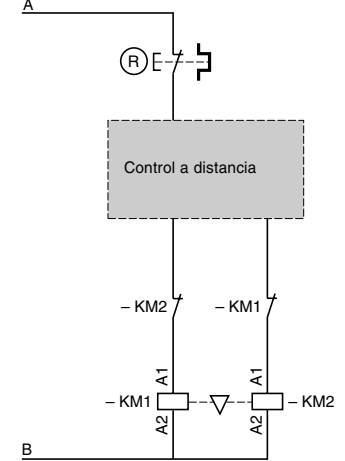 A
R
Control a distancia
– KM2
– KM1
A1
A1
– KM1
– KM2
A2
A2
B